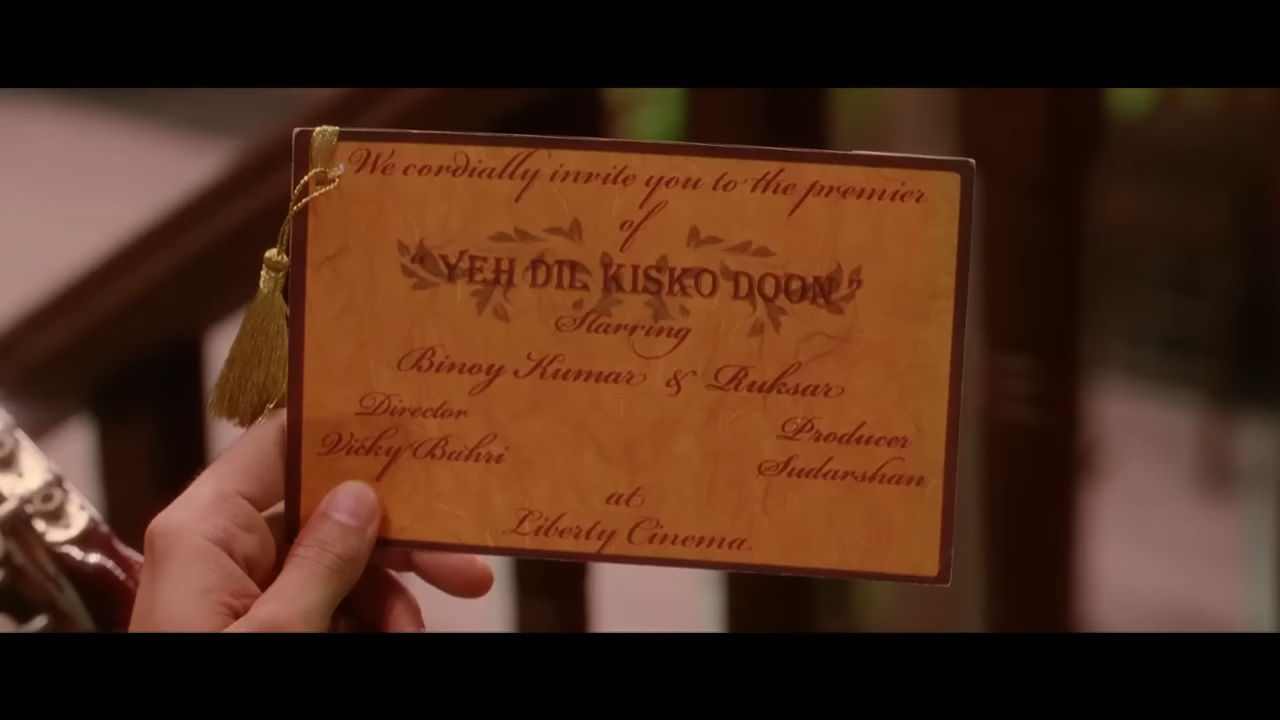 We cordially invite you to the premier
of
"YEH DIL KISKO DOON"
Starring
Binoy Kumar & Ruksar
Director
Vicky Bahri
Producer
Sudarshan
at
Liberty Cinema.